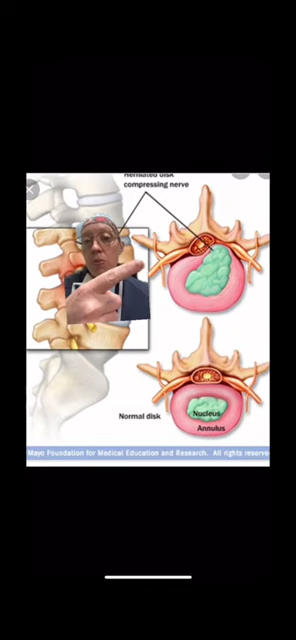 Herniated disk
compressing nerve
Normal disk
Nucleus
Annulus
Mayo Foundation for Medical Education and Research. All rights reserve